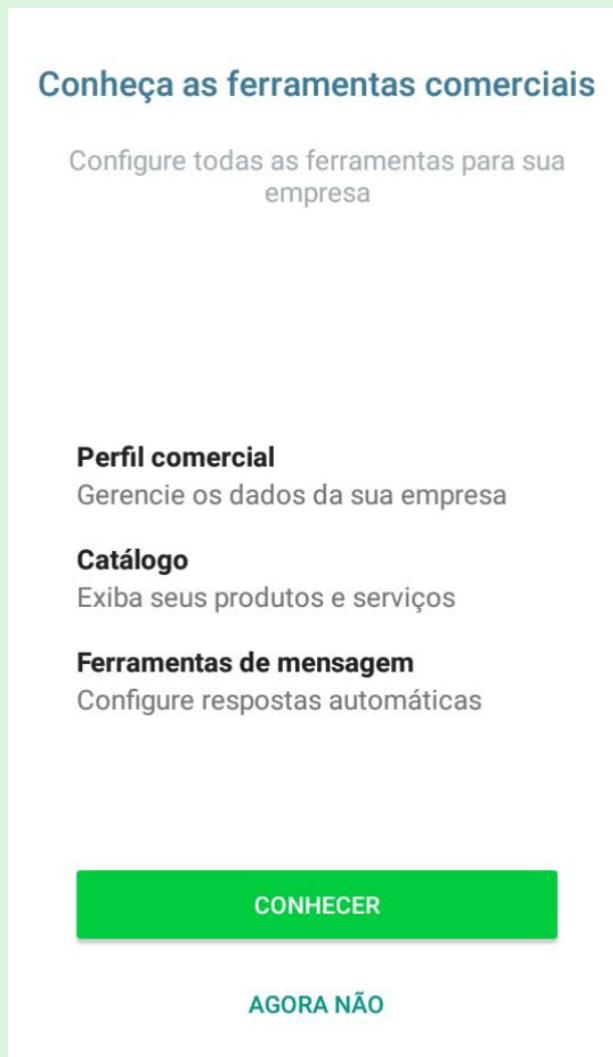 Conheça as ferramentas comerciais
Configure todas as ferramentas para sua
empresa
Perfil comercial
Gerencie os dados da sua empresa
Catálogo
Exiba seus produtos e serviços
Ferramentas de mensagem
Configure respostas automáticas
CONHECER
AGORA NÃO